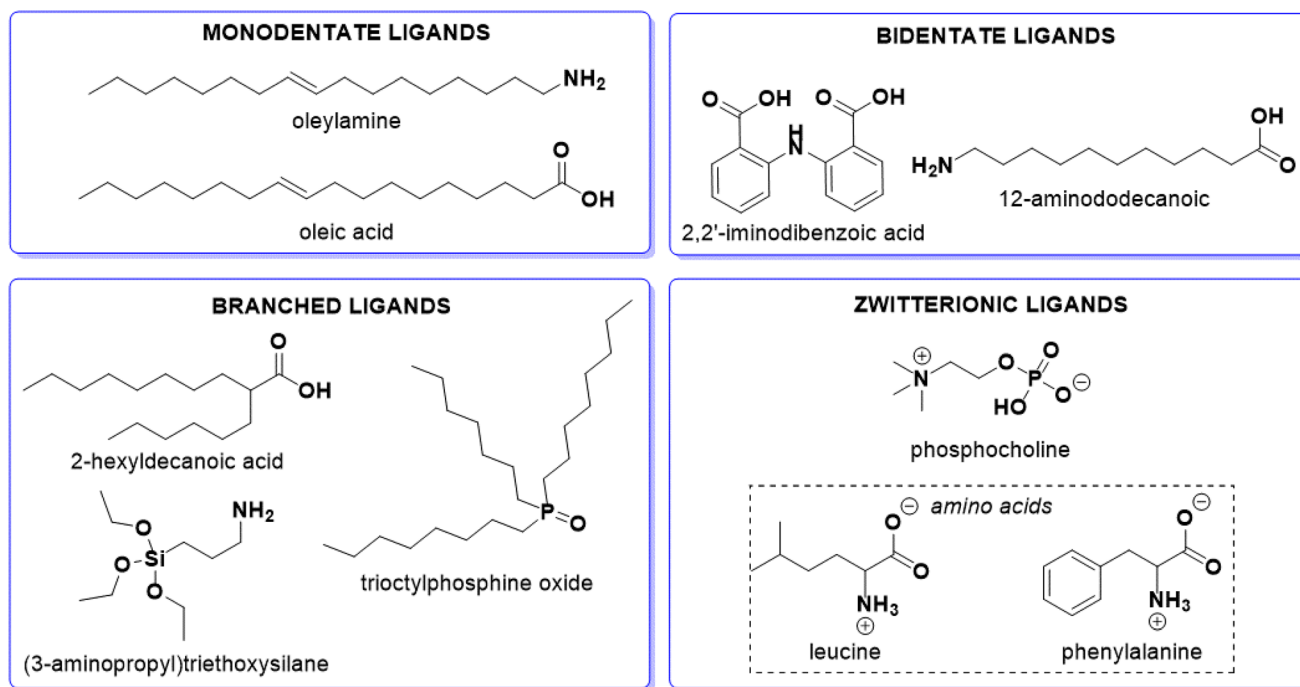 MONODENTATE LIGANDS
NH2
oleylamine
O
OH
oleic acid
BIDENTATE LIGANDS
O OH O OH
H
N
2,2'-iminodibenzoic acid
OH
H2N O
12-aminododecanoic
BRANCHED LIGANDS
O
OH
2-hexyldecanoic acid
NH2
O
Si
O
O
(3-aminopropyl)triethoxysilane
P O
trioctylphosphine oxide
ZWITTERIONIC LIGANDS
+ O O
N P −
O
HO
phosphocholine
amino acids
O −
O
NH3
+
leucine
O −
O
NH3
+
phenylalanine